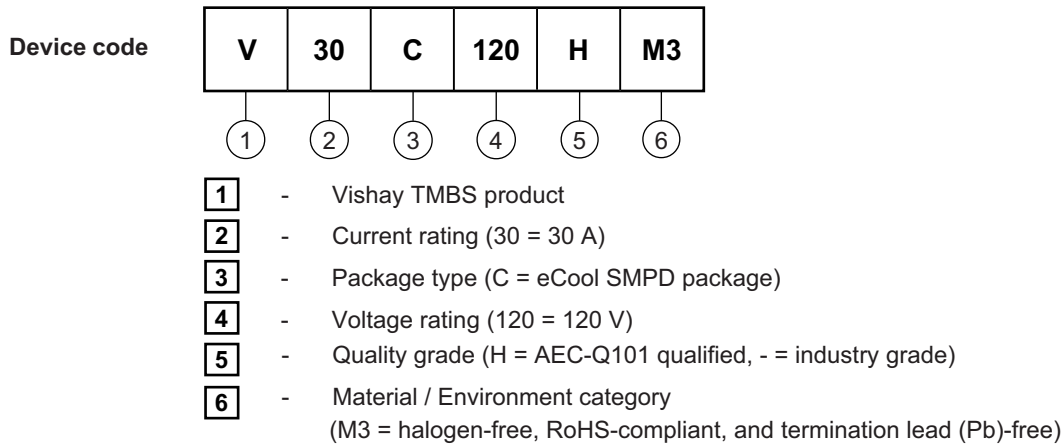 Device code V 30 C 120 H M3
1 2 3 4 5 6
1 - Vishay TMBS product
2 - Current rating (30 = 30 A)
3 - Package type (C = eCool SMPD package)
4 - Voltage rating (120 = 120 V)
5 - Quality grade (H = AEC-Q101 qualified, - = industry grade)
6 - Material / Environment category
(M3 = halogen-free, RoHS-compliant, and termination lead (Pb)-free)